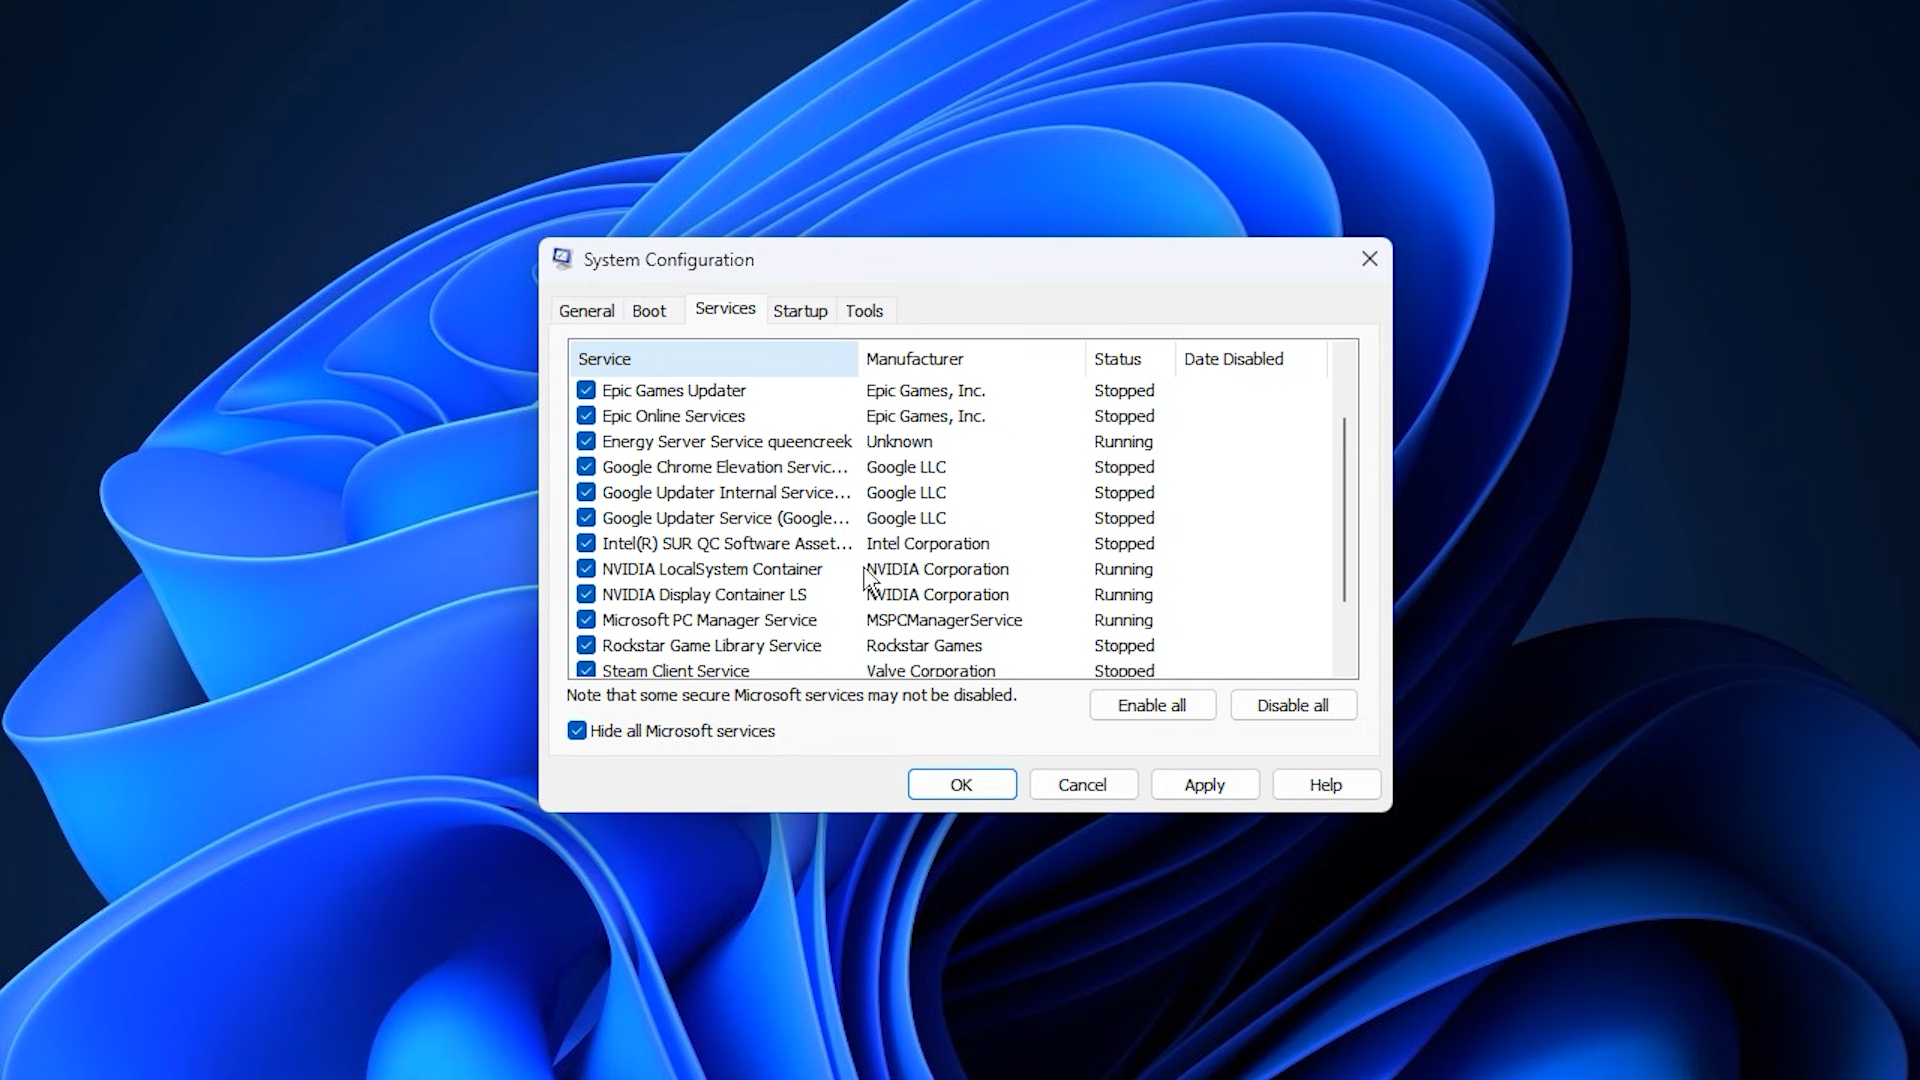 System Configuration
General Boot Services Startup Tools
Service Manufacturer Status Date Disabled
Epic Games Updater Epic Games, Inc. Stopped
Epic Online Services Epic Games, Inc. Stopped
Energy Server Service queencreek Unknown Running
Google Chrome Elevation Servic... Google LLC Stopped
Google Updater Internal Service... Google LLC Stopped
Google Updater Service (Google... Google LLC Stopped
Intel(R) SUR QC Software Asset... Intel Corporation Stopped
NVIDIA LocalSystem Container NVIDIA Corporation Running
NVIDIA Display Container LS NVIDIA Corporation Running
Microsoft PC Manager Service MSPCManagerService Running
Rockstar Game Library Service Rockstar Games Stopped
Steam Client Service Valve Corporation Stopped
Note that some secure Microsoft services may not be disabled.
Enable all Disable all
Hide all Microsoft services
OK Cancel Apply Help